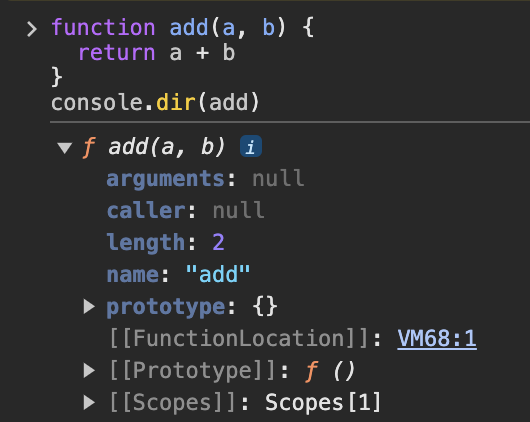 > function add(a, b) {
return a + b
}
console.dir(add)
▼ ƒ add(a, b) i
arguments: null
caller: null
length: 2
name: "add"
▶ prototype: {}
[[FunctionLocation]]: VM68:1
▶ [[Prototype]]: ƒ ()
▶ [[Scopes]]: Scopes[1]